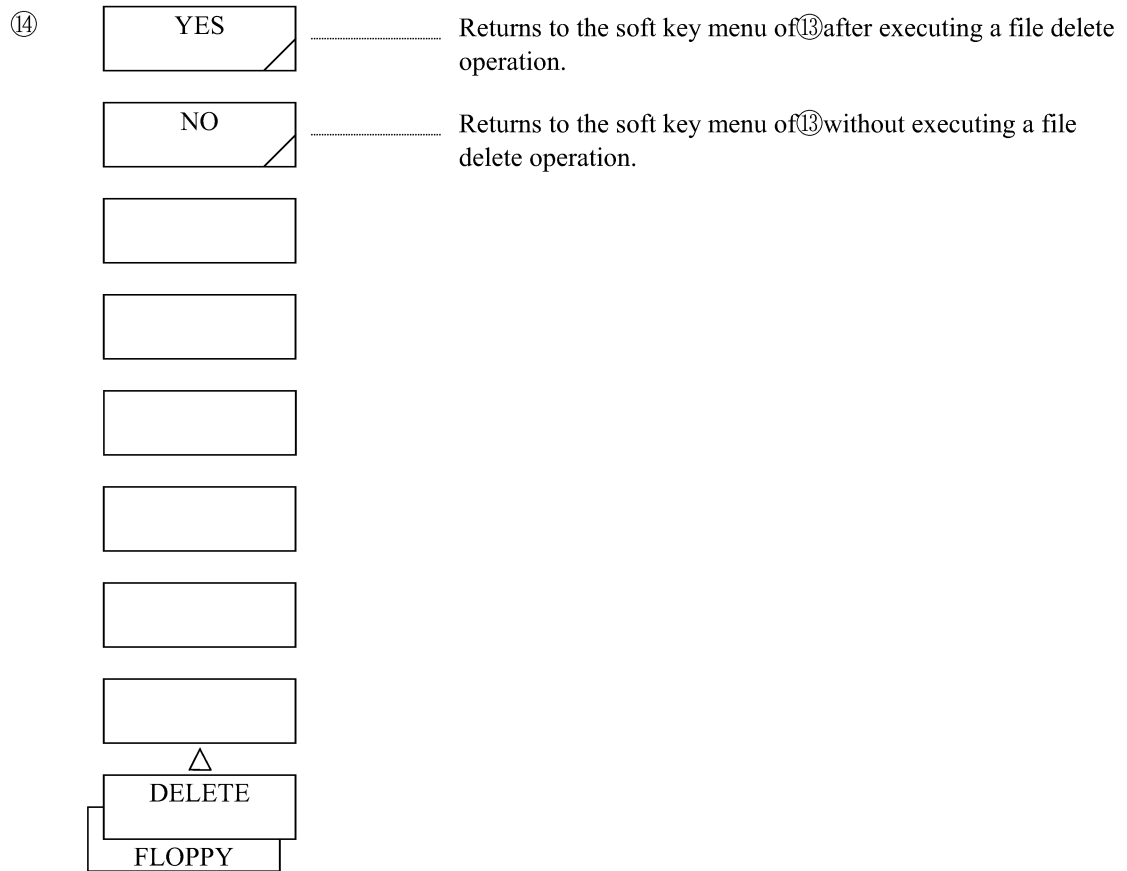 ⑭
YES
Returns to the soft key menu of⑬after executing a file delete
operation.
NO
Returns to the soft key menu of⑬without executing a file
delete operation.
DELETE
FLOPPY